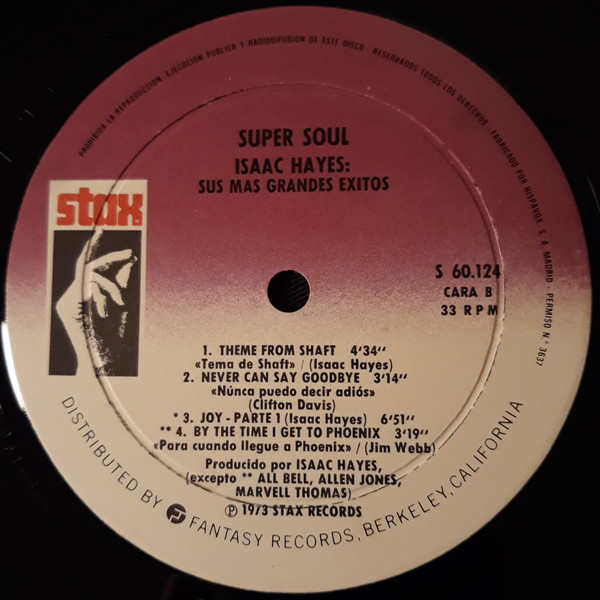 PROHIBIDA LA REPRODUCCION, EJECUCION PUBLICA Y RADIODIFUSION DE ESTE DISCO - RESERVADOS TODOS LOS DERECHOS - FABRICADO POR HISPAVOX, S. A. MADRID - PERMISO N.º 3637
SUPER SOUL
ISAAC HAYES:
SUS MAS GRANDES EXITOS
stax
S 60.124
CARA B
33 RPM
1. THEME FROM SHAFT 4'34''
«Tema de Shaft» / (Isaac Hayes)
2. NEVER CAN SAY GOODBYE 3'14''
«Núnca puedo decir adiós»
(Clifton Davis)
* 3. JOY - PARTE 1 (Isaac Hayes) 6'51''
** 4. BY THE TIME I GET TO PHOENIX 3'19''
«Para cuando llegue a Phoenix» / (Jim Webb)
Producido por ISAAC HAYES,
(excepto ** ALL BELL, ALLEN JONES,
MARVELL THOMAS)
℗ 1973 STAX RECORDS
DISTRIBUTED BY FANTASY RECORDS, BERKELEY, CALIFORNIA